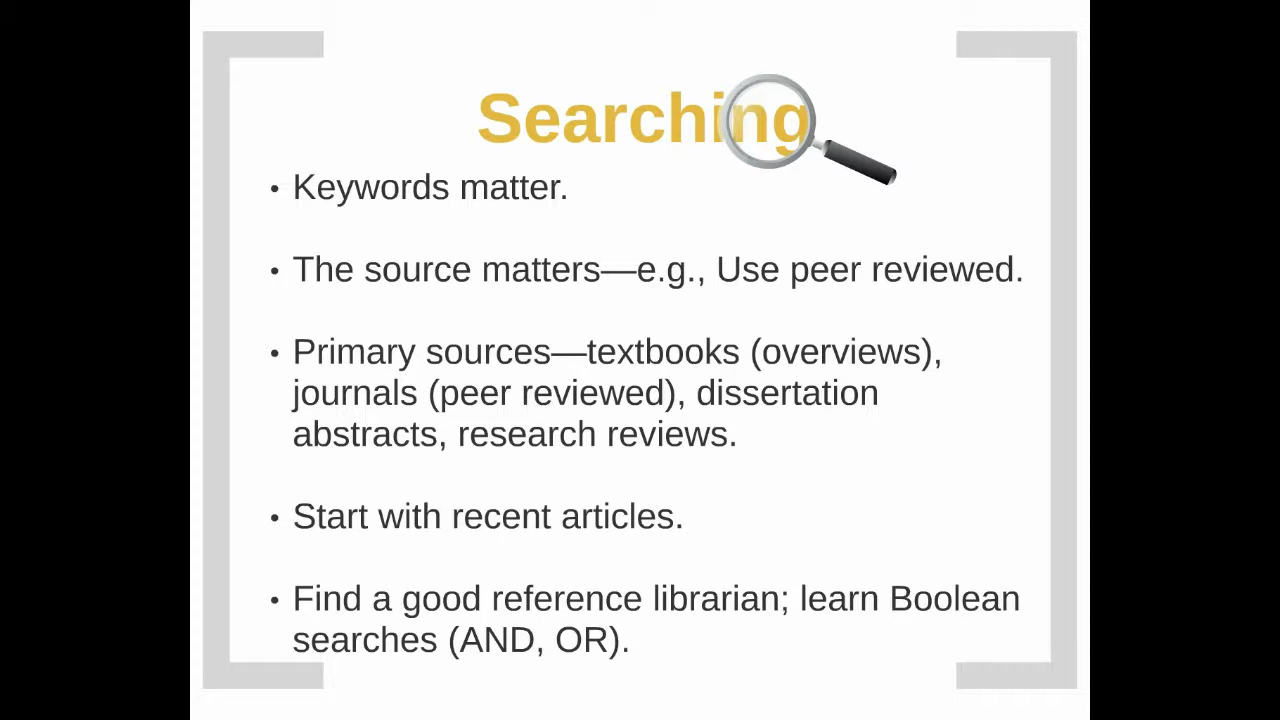 Searching
• Keywords matter.
• The source matters—e.g., Use peer reviewed.
• Primary sources—textbooks (overviews),
journals (peer reviewed), dissertation
abstracts, research reviews.
• Start with recent articles.
• Find a good reference librarian; learn Boolean
searches (AND, OR).